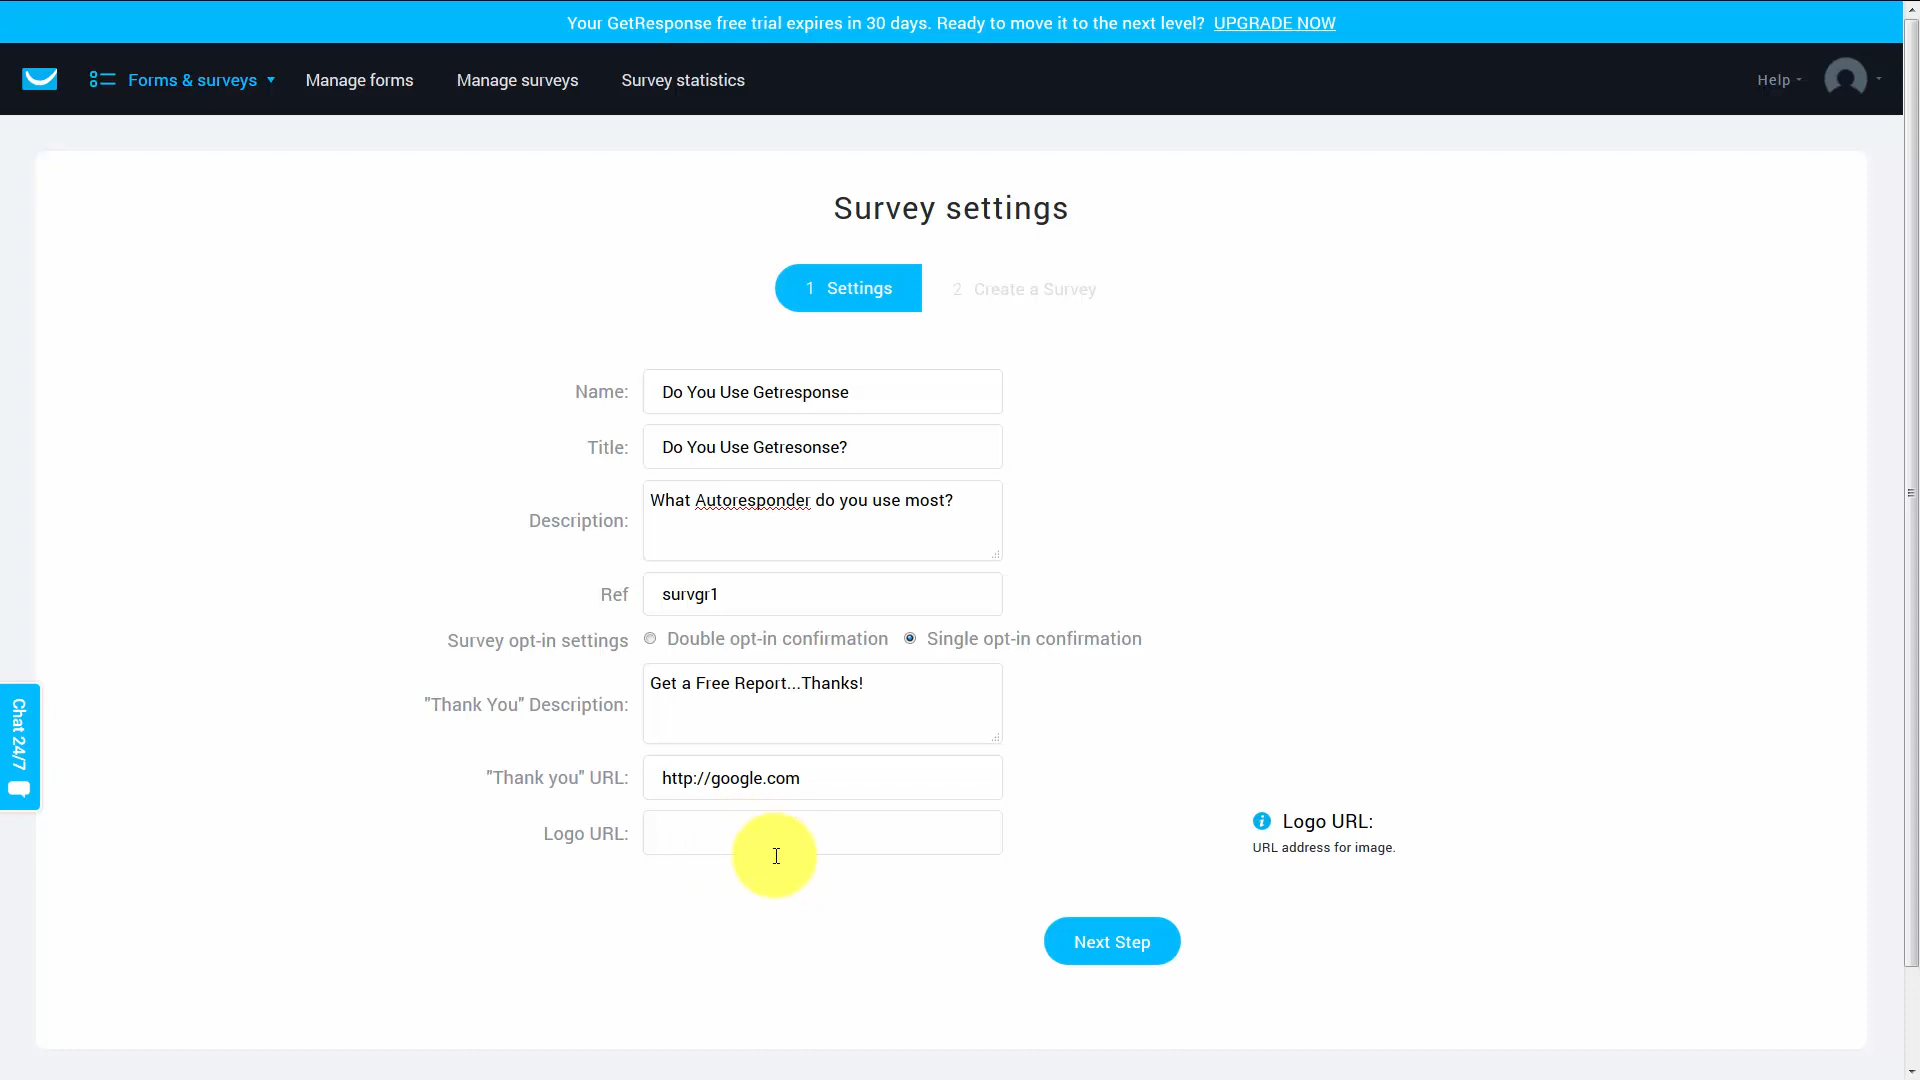 Your GetResponse free trial expires in 30 days. Ready to move it to the next level? UPGRADE NOW
Forms & surveys Manage forms Manage surveys Survey statistics Help
Survey settings
1 Settings 2 Create a Survey
Name: Do You Use Getresponse
Title: Do You Use Getresonse?
Description: What Autoresponder do you use most?
Ref survgr1
Survey opt-in settings Double opt-in confirmation Single opt-in confirmation
"Thank You" Description: Get a Free Report...Thanks!
"Thank you" URL: http://google.com
Logo URL:
Logo URL:
URL address for image.
Next Step
Chat 24/7